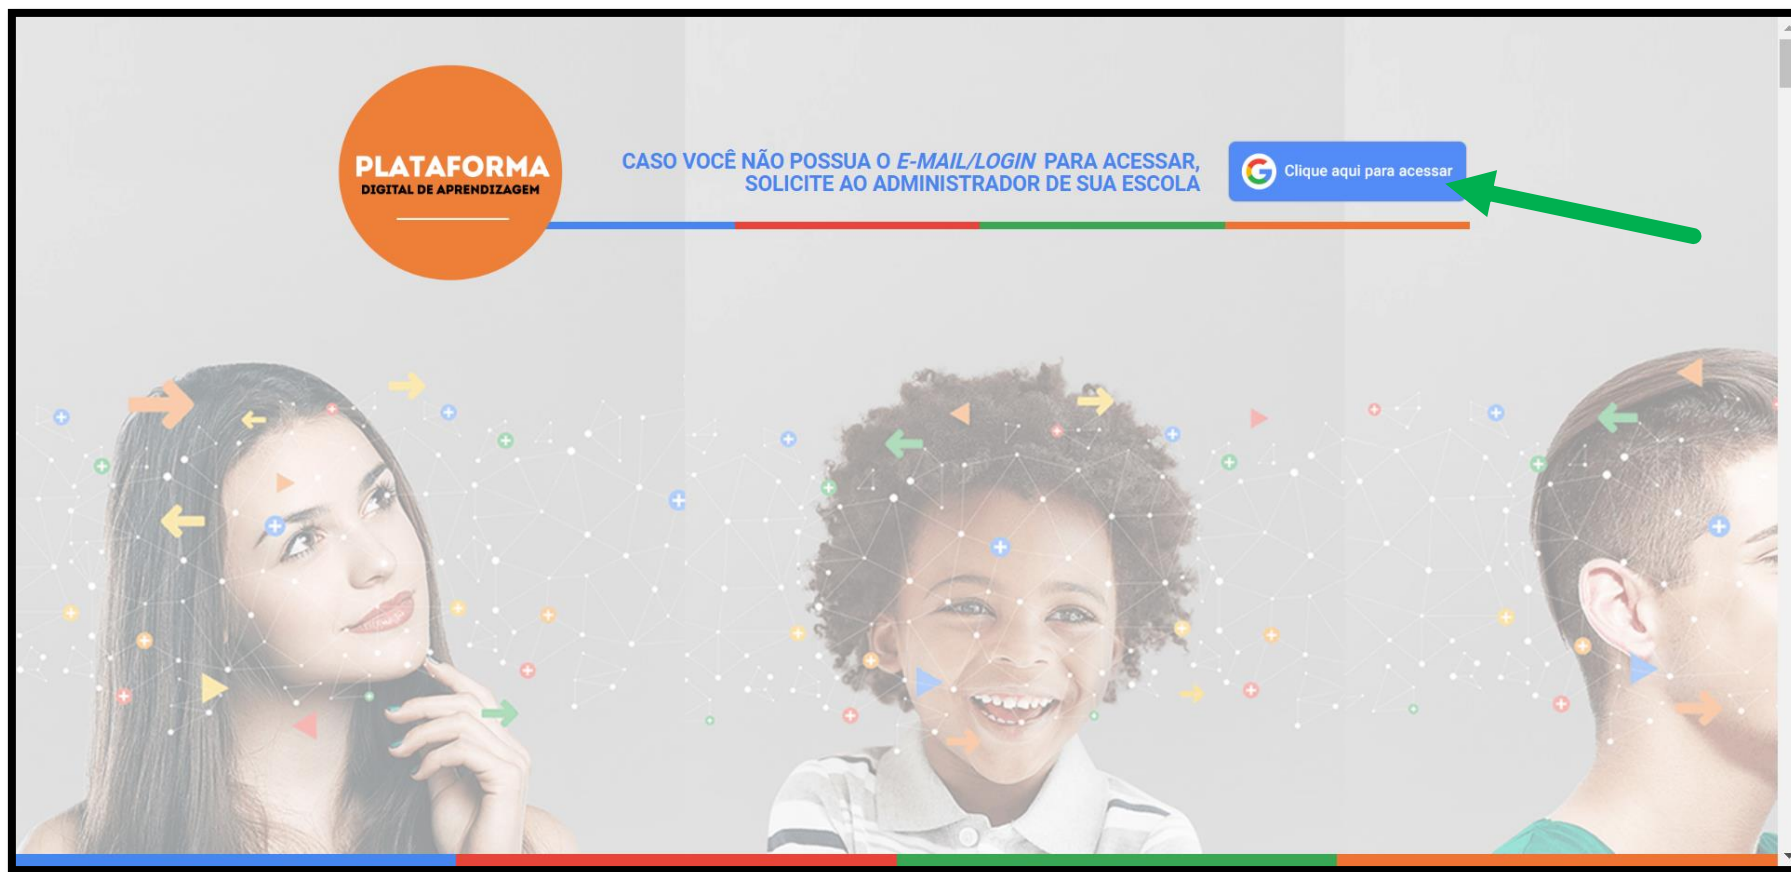 PLATAFORMA
DIGITAL DE APRENDIZAGEM
CASO VOCÊ NÃO POSSUA O E-MAIL/LOGIN PARA ACESSAR,
SOLICITE AO ADMINISTRADOR DE SUA ESCOLA
Clique aqui para acessar